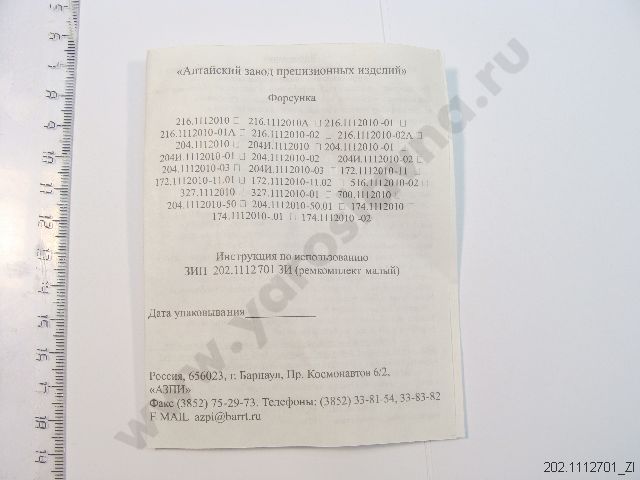 «Алтайский завод прецизионных изделий»
Форсунка
216.1112010 □ 216.1112010А □ 216.1112010 -01 □
216.1112010-01А □ 216.1112010-02 □ 216.1112010-02А □
204.1112010 □ 204И.1112010 □ 204.1112010 -01
204И.1112010 -01 □ 204.1112010 -02 204И.1112010 -02 □
204.1112010 -03 □ 204И.1112010 -03 □ 172.1112010 -11 □
172.1112010-11.01 □ 172.1112010 -11.02 □ 516.1112010 -02 □
327.1112010 □ 327.1112010 -01 □ 700.1112010 □
204.1112010-50 □ 204.1112010 -50.01 □ 174.1112010 □
174.1112010-.01 □ 174.1112010 -02
Инструкция по использованию
ЗИП 202.1112701 ЗИ (ремкомплект малый)
Дата упаковывания_____________
Россия, 656023, г. Барнаул, Пр. Космонавтов 6/2,
«АЗПИ»
Факс (3852) 75-29-73. Телефоны: (3852) 33-81-54, 33-83-82
E MAIL azpi@barrt.ru
www.yaroslavna.ru
202.1112701_ZI